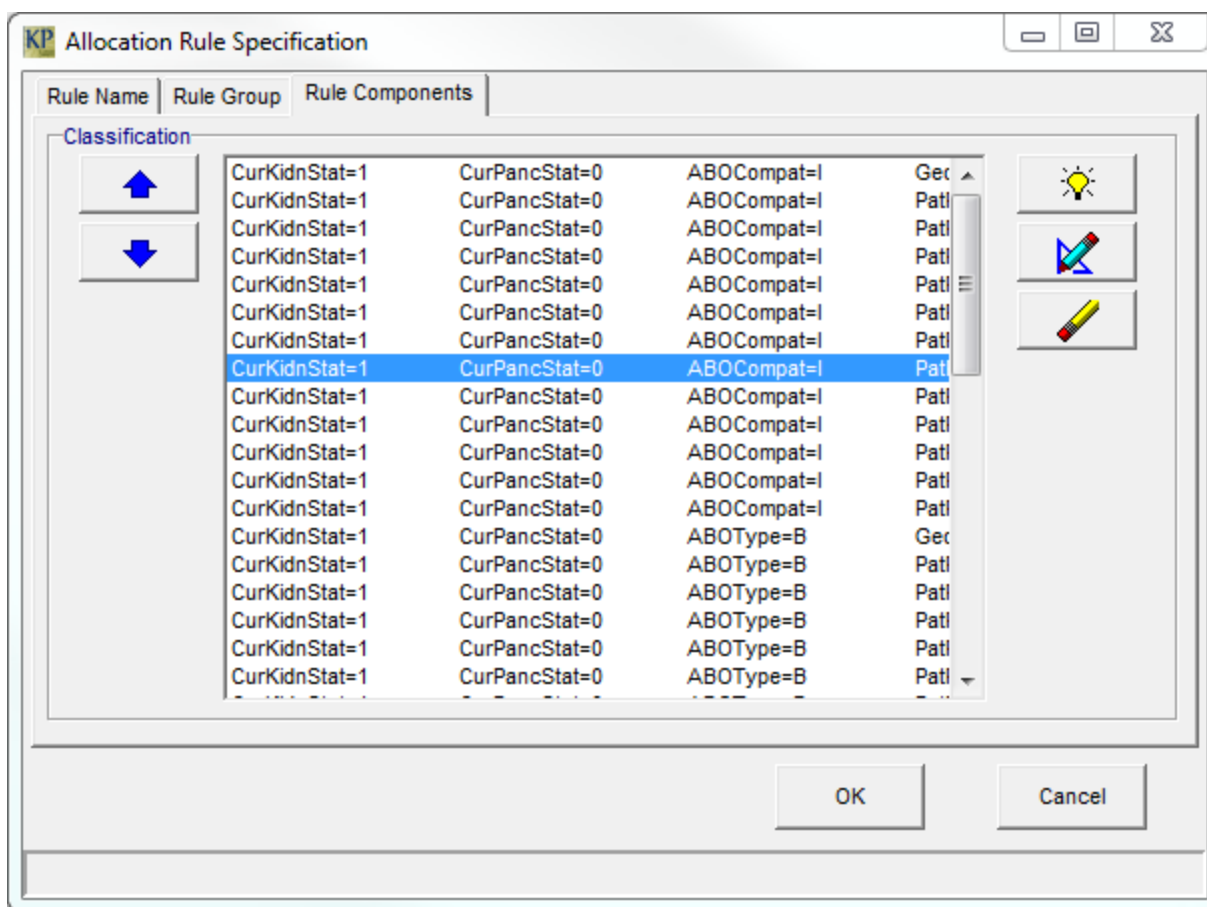 KP Allocation Rule Specification
Rule Name Rule Group Rule Components
Classification
CurKidnStat=1 CurPancStat=0 ABOCompat=I
CurKidnStat=1 CurPancStat=0 ABOCompat=I
CurKidnStat=1 CurPancStat=0 ABOCompat=I
CurKidnStat=1 CurPancStat=0 ABOCompat=I
CurKidnStat=1 CurPancStat=0 ABOCompat=I
CurKidnStat=1 CurPancStat=0 ABOCompat=I
CurKidnStat=1 CurPancStat=0 ABOCompat=I
CurKidnStat=1 CurPancStat=0 ABOCompat=I
CurKidnStat=1 CurPancStat=0 ABOCompat=I
CurKidnStat=1 CurPancStat=0 ABOCompat=I
CurKidnStat=1 CurPancStat=0 ABOCompat=I
CurKidnStat=1 CurPancStat=0 ABOCompat=I
CurKidnStat=1 CurPancStat=0 ABOCompat=I
CurKidnStat=1 CurPancStat=0 ABOType=B
CurKidnStat=1 CurPancStat=0 ABOType=B
CurKidnStat=1 CurPancStat=0 ABOType=B
CurKidnStat=1 CurPancStat=0 ABOType=B
CurKidnStat=1 CurPancStat=0 ABOType=B
CurKidnStat=1 CurPancStat=0 ABOType=B
OK Cancel